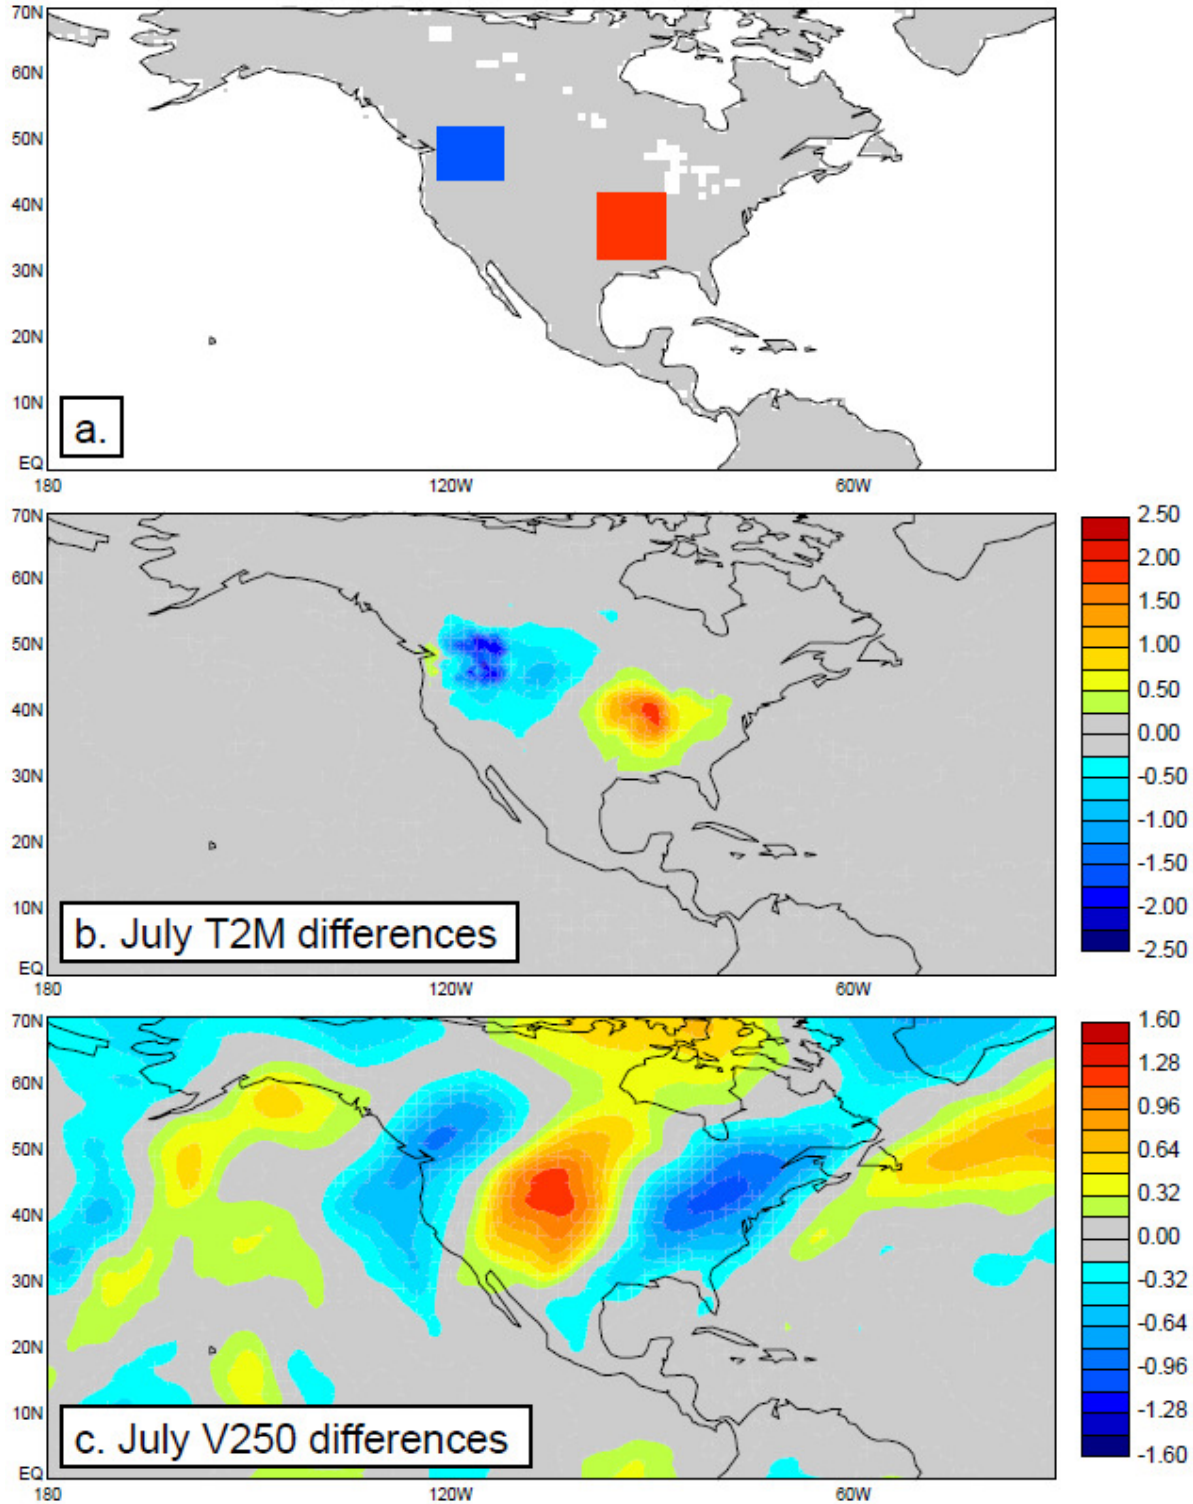 70N
60N
50N
40N
30N
20N
10N
EQ
a.
180 120W 60W
70N
60N
50N
40N
30N
20N
10N
EQ
b. July T2M differences
180 120W 60W
2.50
2.00
1.50
1.00
0.50
0.00
-0.50
-1.00
-1.50
-2.00
-2.50
70N
60N
50N
40N
30N
20N
10N
EQ
c. July V250 differences
180 120W 60W
1.60
1.28
0.96
0.64
0.32
0.00
-0.32
-0.64
-0.96
-1.28
-1.60